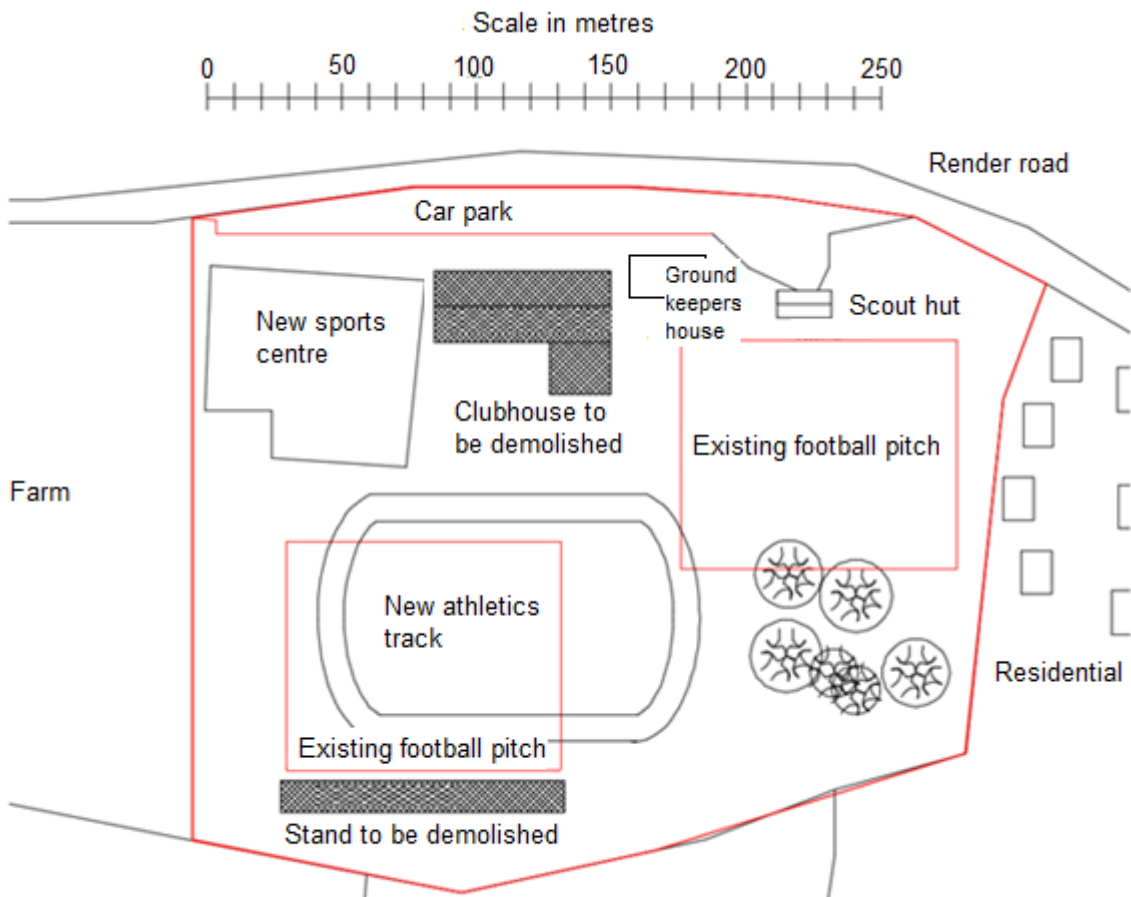 Scale in metres
0 50 100 150 200 250
Render road
Car park
Ground
keepers
house
Scout hut
New sports
centre
Clubhouse to
be demolished
Existing football pitch
Farm
New athletics
track
Residential
Existing football pitch
Stand to be demolished